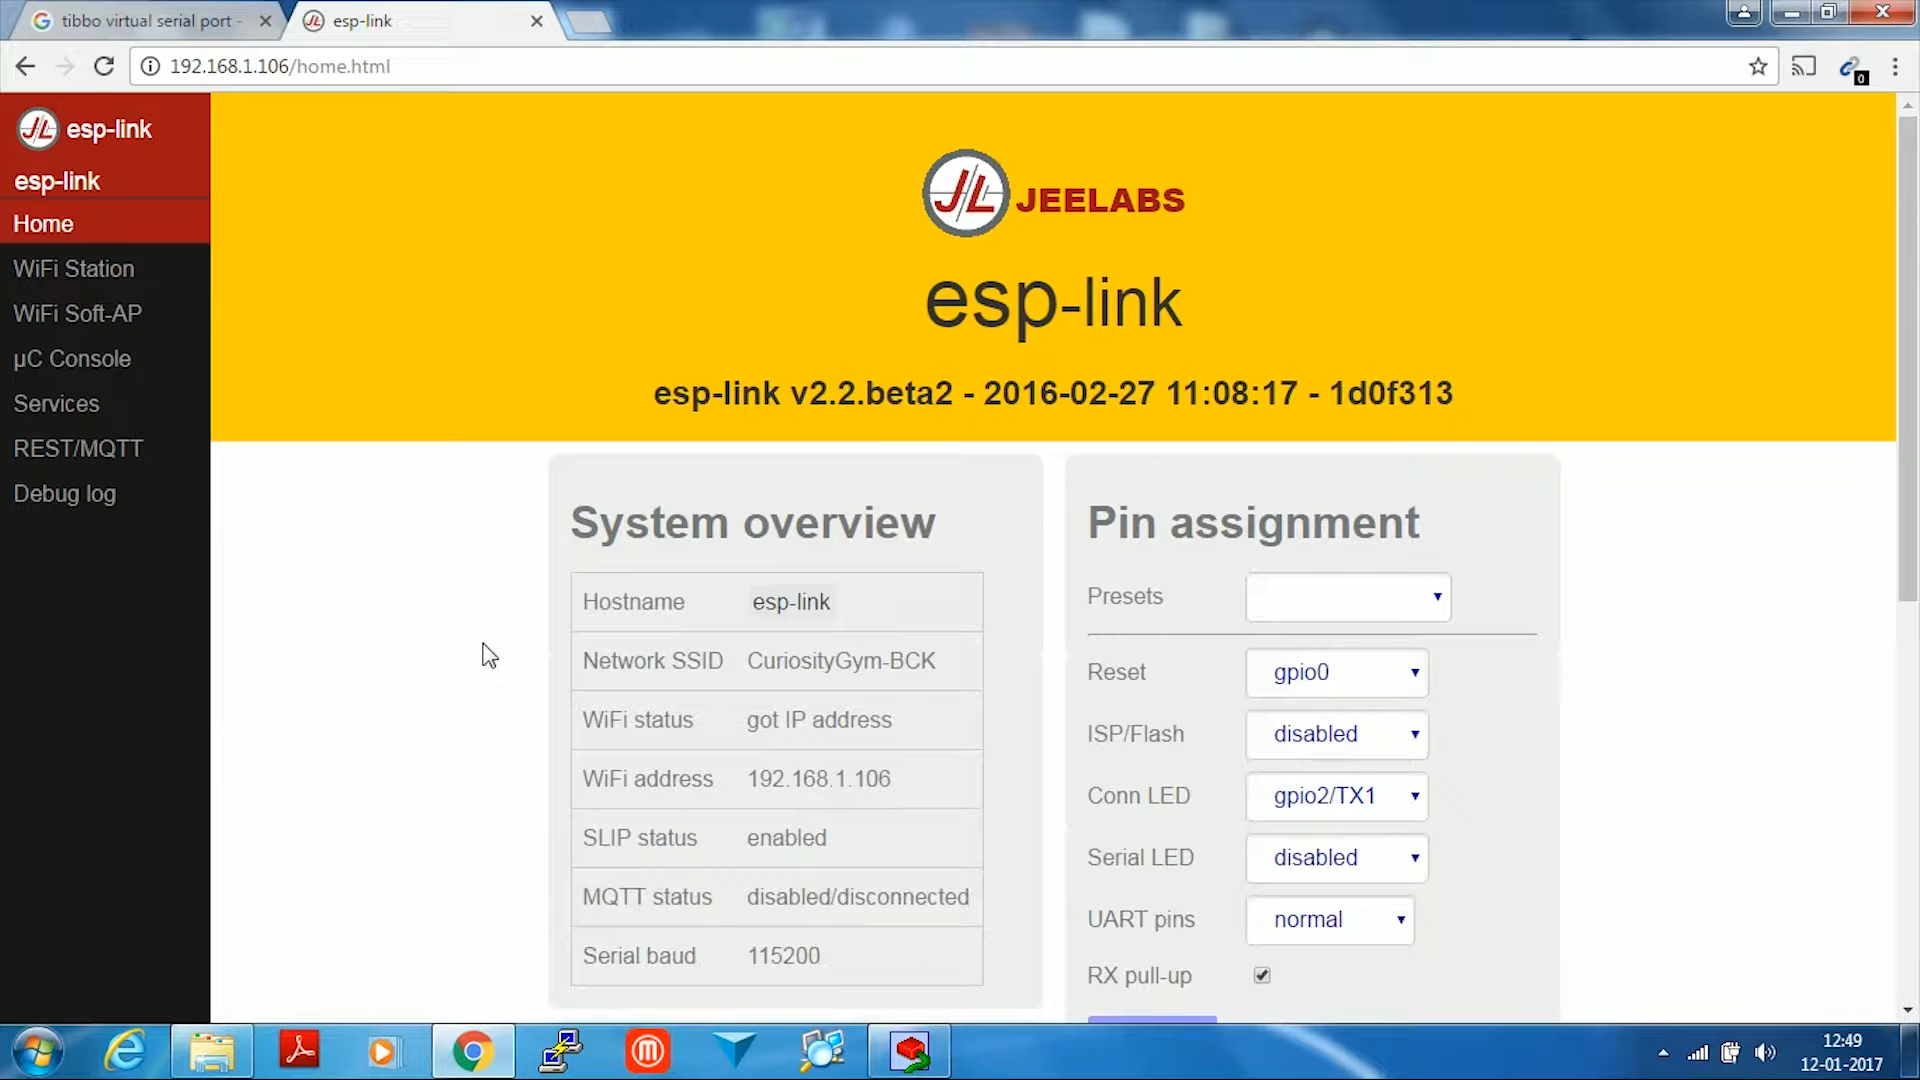 tibbo virtual serial port -
esp-link
192.168.1.106/home.html
0
JL esp-link
esp-link
Home
WiFi Station
WiFi Soft-AP
µC Console
Services
REST/MQTT
Debug log
JL JEELABS
esp-link
esp-link v2.2.beta2 - 2016-02-27 11:08:17 - 1d0f313
System overview
Hostname esp-link
Network SSID CuriosityGym-BCK
WiFi status got IP address
WiFi address 192.168.1.106
SLIP status enabled
MQTT status disabled/disconnected
Serial baud 115200
Pin assignment
Presets
Reset gpio0
ISP/Flash disabled
Conn LED gpio2/TX1
Serial LED disabled
UART pins normal
RX pull-up
12:49
12-01-2017